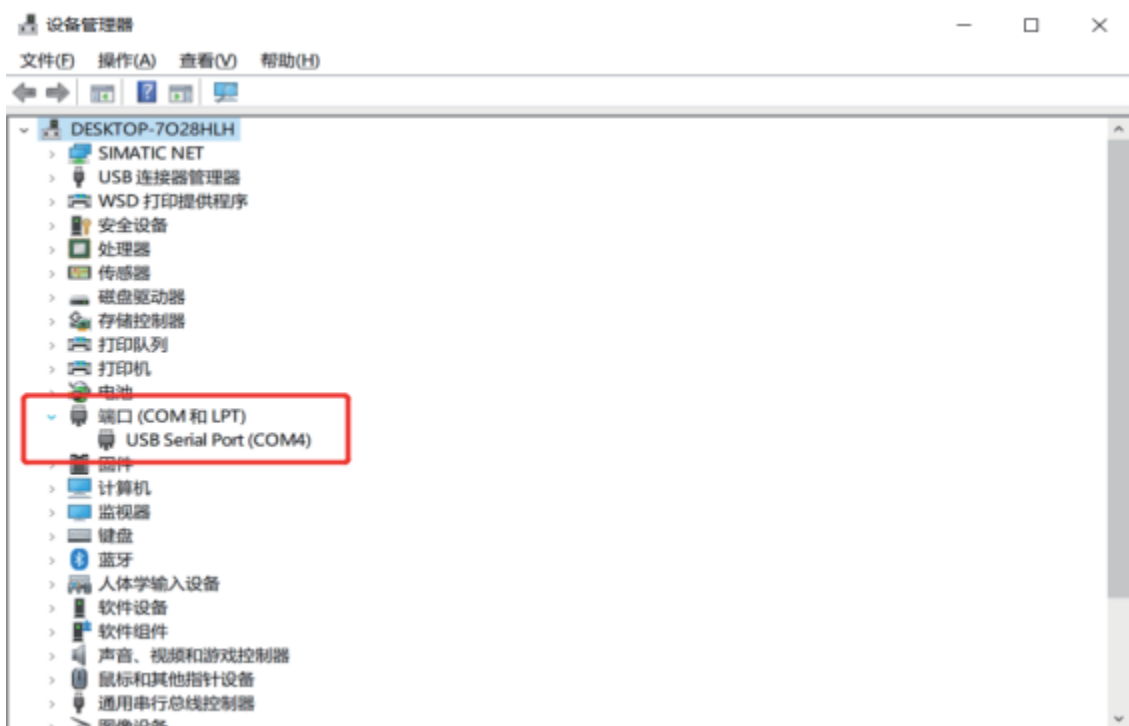 设备管理器
文件(F) 操作(A) 查看(V) 帮助(H)
DESKTOP-7O28HLH
SIMATIC NET
USB 连接器管理器
WSD 打印提供程序
安全设备
处理器
传感器
磁盘驱动器
存储控制器
打印队列
打印机
电池
端口 (COM 和 LPT)
USB Serial Port (COM4)
固件
计算机
监视器
键盘
蓝牙
人体学输入设备
软件设备
软件组件
声音、视频和游戏控制器
鼠标和其他指针设备
通用串行总线控制器
图像设备